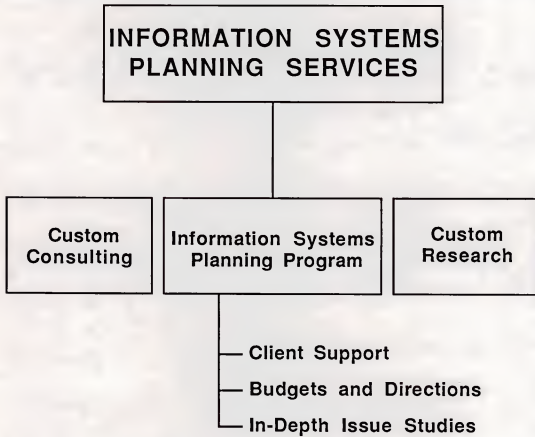 INFORMATION SYSTEMS
PLANNING SERVICES
Custom
Consulting
Information Systems
Planning Program
Custom
Research
Client Support
Budgets and Directions
In-Depth Issue Studies